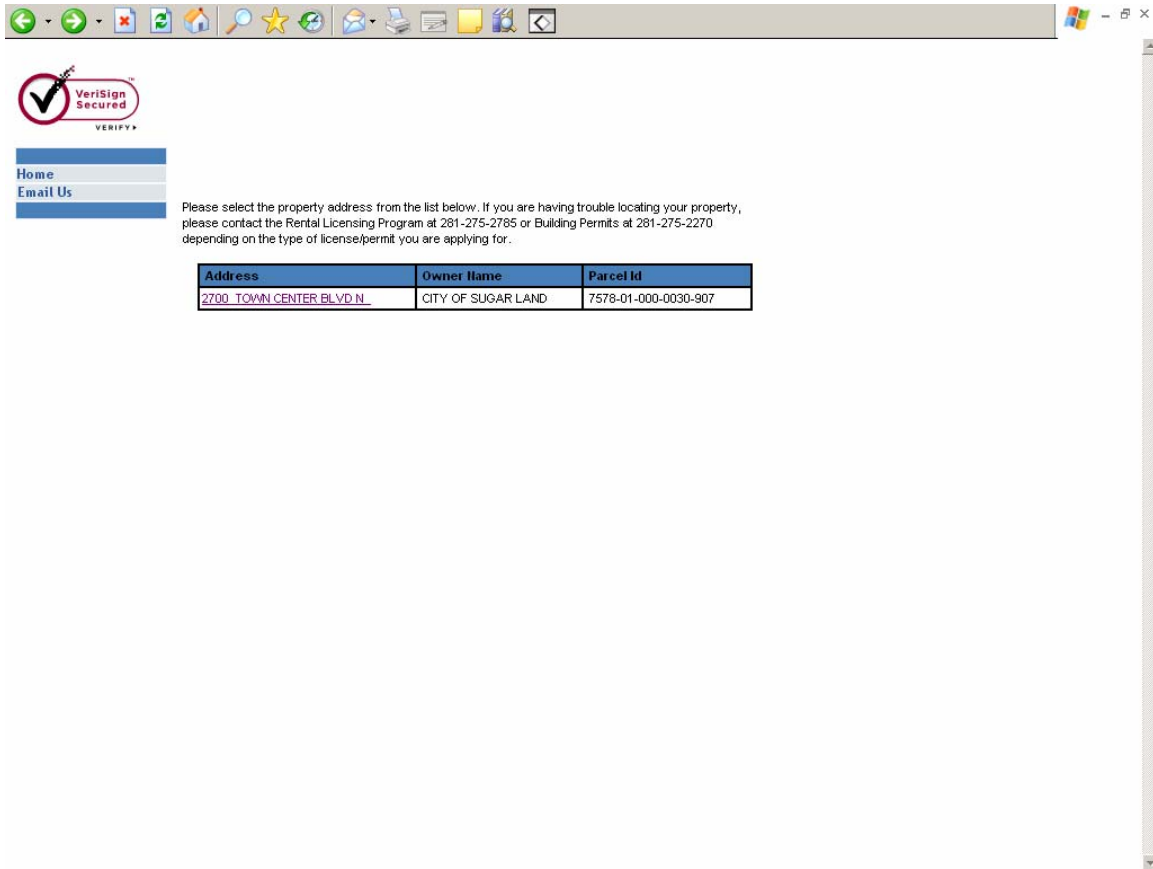 VeriSign
Secured
™
VERIFY
Home
Email Us
Please select the property address from the list below. If you are having trouble locating your property,
please contact the Rental Licensing Program at 281-275-2785 or Building Permits at 281-275-2270
depending on the type of license/permit you are applying for.
Address Owner Name Parcel Id
2700 TOWN CENTER BLVD N CITY OF SUGAR LAND 7578-01-000-0030-907